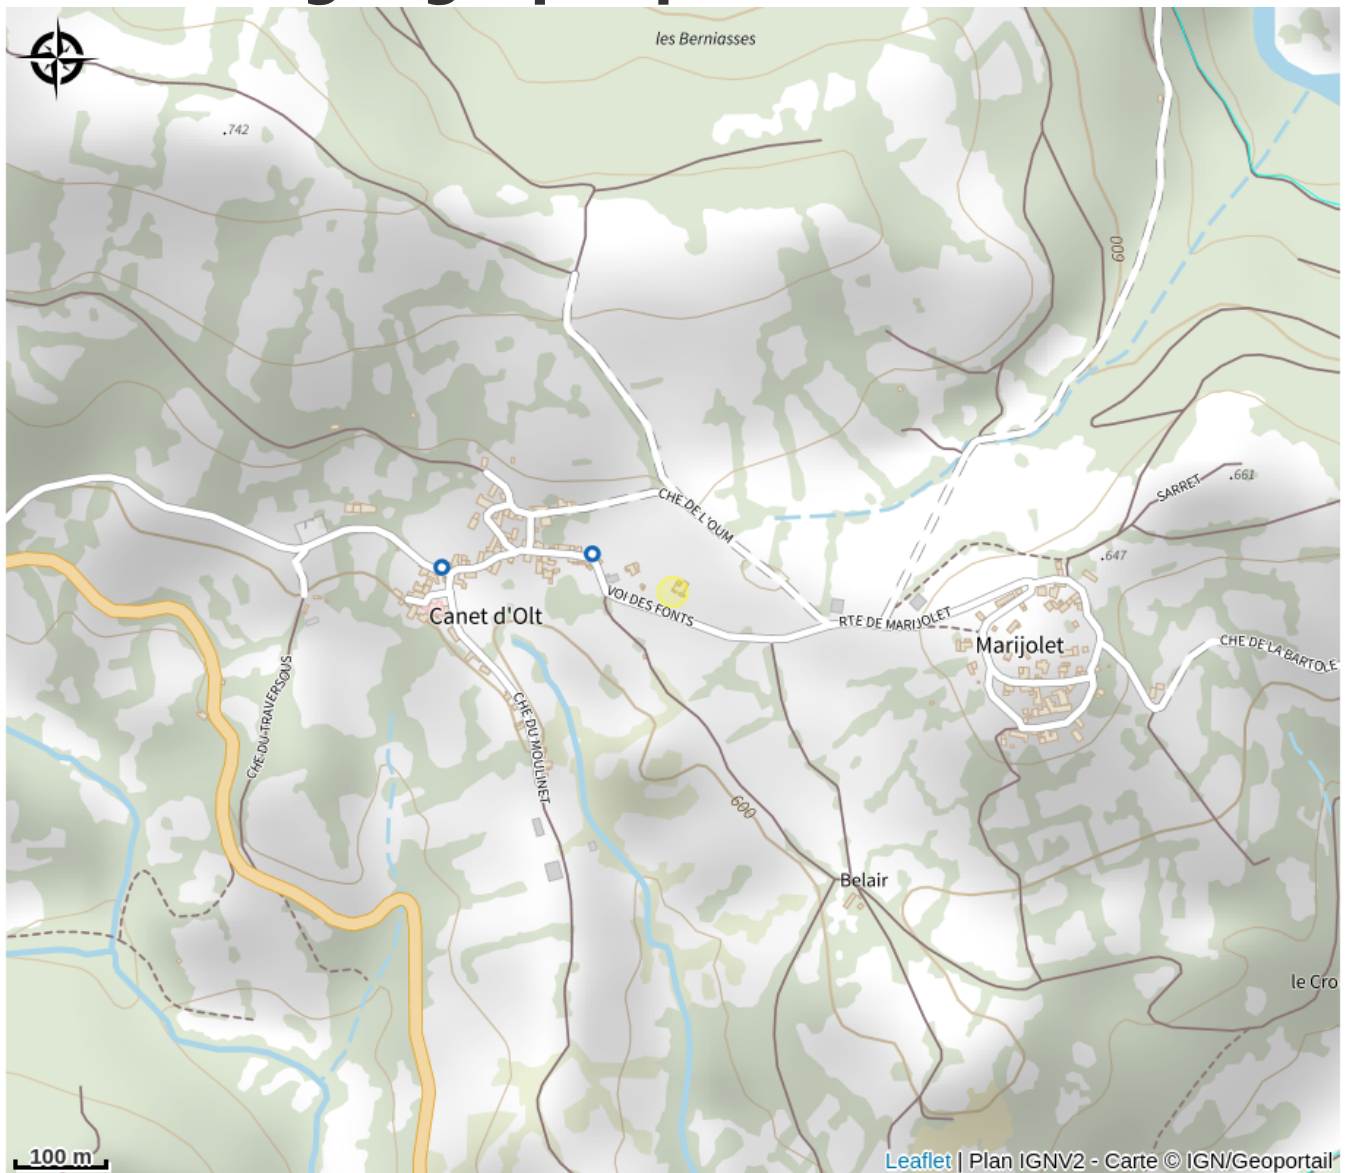 les Berniasses
.742
600
.661
SARRET
CHE DE L'OUM
.647
VOI DES FONTS
Canet d'Olt
RTE DE MARIJOLET
Marijolet
CHE DE LA BARTOLE
CHE DU TRAVERSOUS
CHE DU MOULINET
600
Belair
le Cro
100 m
Leaflet | Plan IGNV2 - Carte © IGN/Geoportail